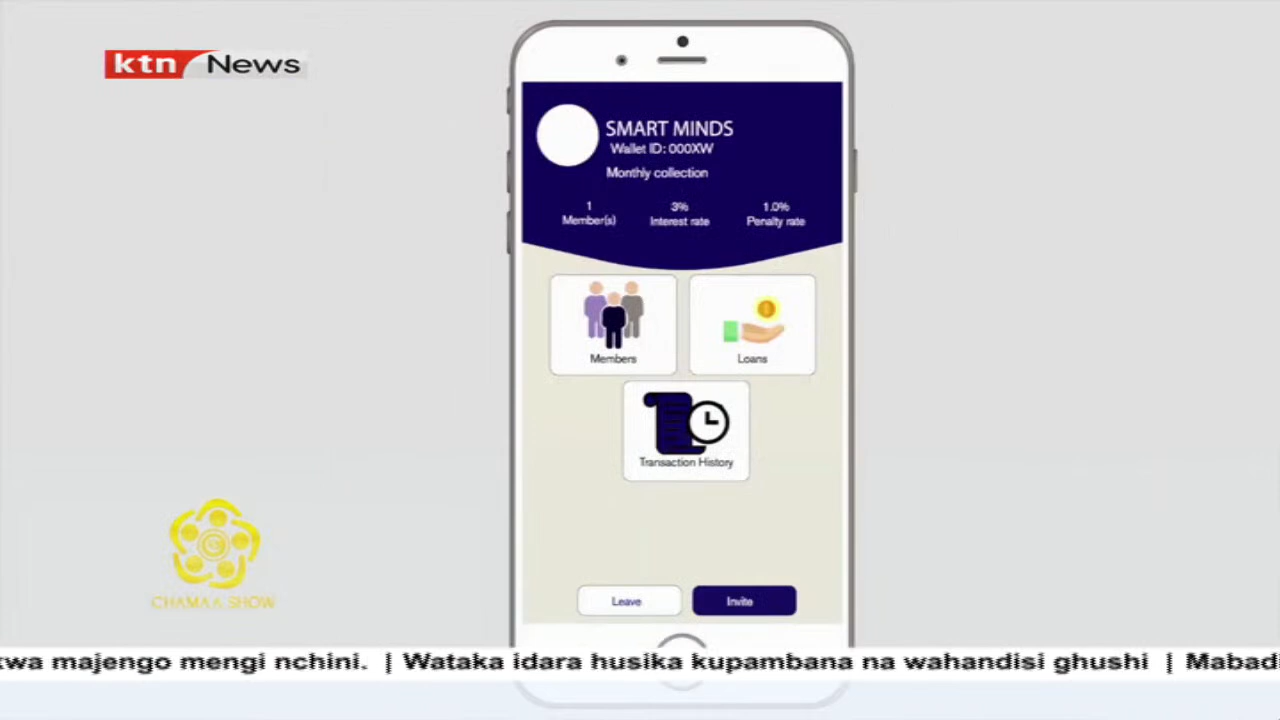 ktn News
SMART MINDS
Wallet ID: 000XW
Monthly collection
1 3% 1.0%
Member(s) Interest rate Penalty rate
Members Loans
Transaction History
CHAMAA SHOW
Leave Invite
kwa majengo mengi nchini. | Wataka idara husika kupambana na wahandisi ghushi | Mabadi